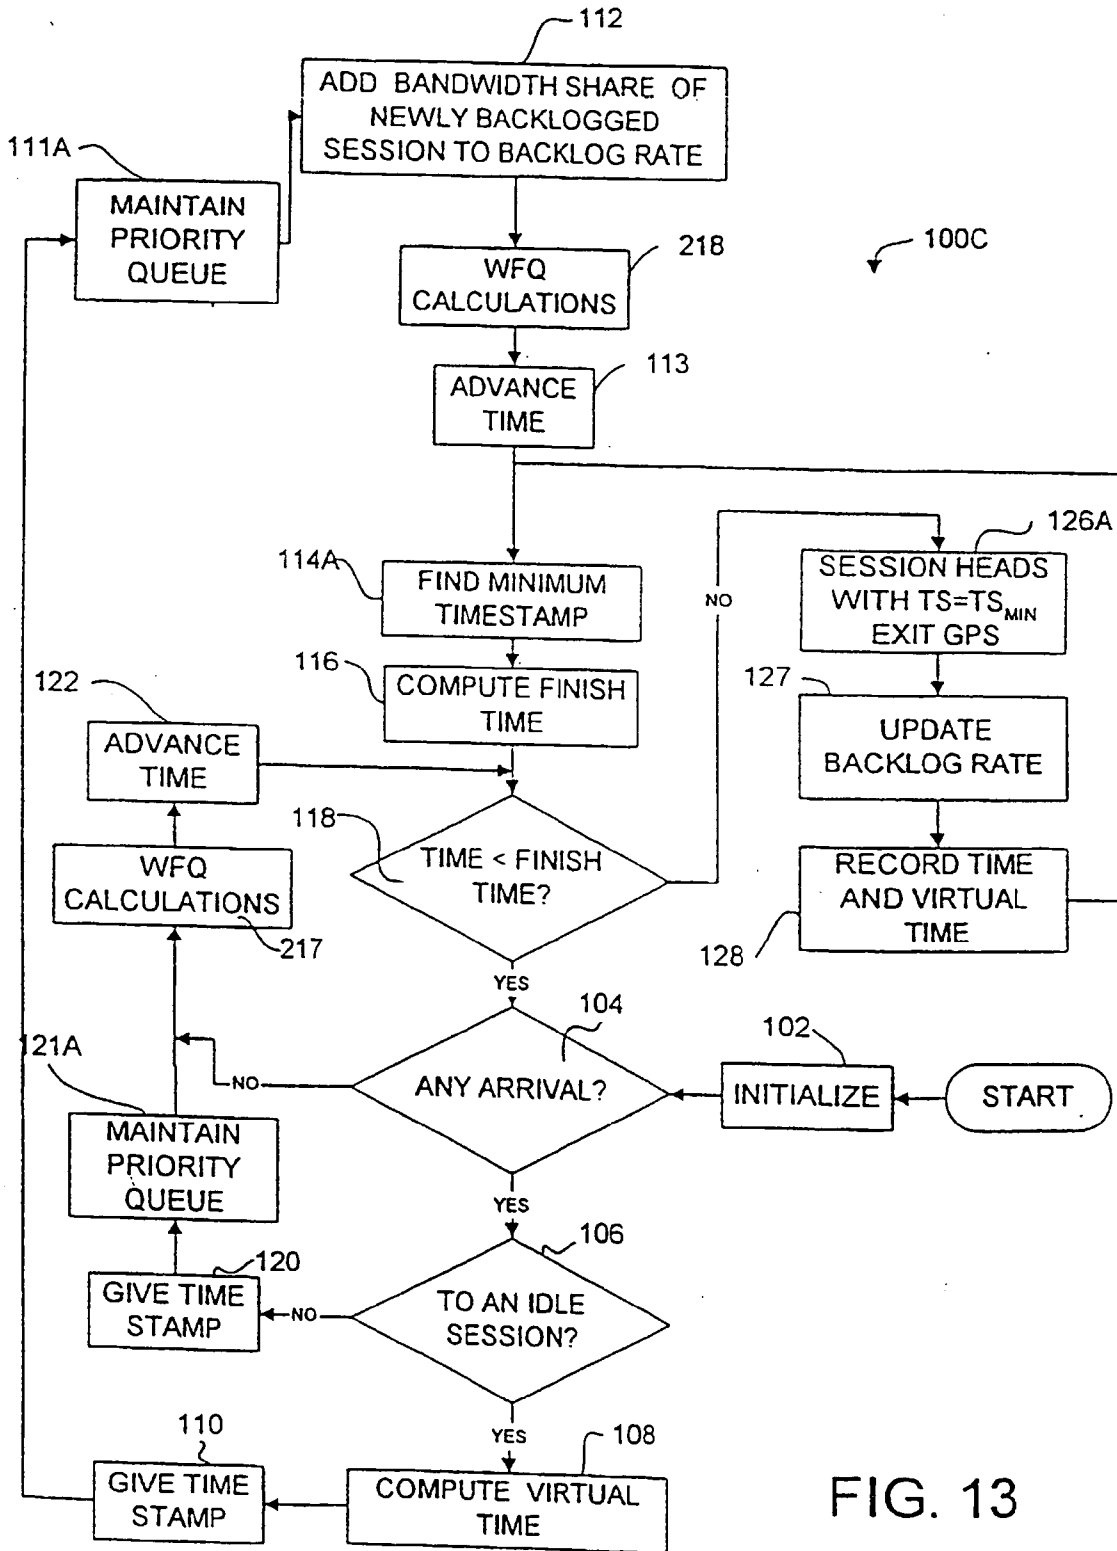 112
ADD BANDWIDTH SHARE OF
NEWLY BACKLOGGED
SESSION TO BACKLOG RATE
111A
MAINTAIN
PRIORITY
QUEUE
218
WFQ
CALCULATIONS
100C
113
ADVANCE
TIME
114A
FIND MINIMUM
TIMESTAMP
126A
SESSION HEADS
WITH TS=TSMIN
EXIT GPS
NO
116
COMPUTE FINISH
TIME
127
UPDATE
BACKLOG RATE
122
ADVANCE
TIME
118
TIME < FINISH
TIME?
RECORD TIME
AND VIRTUAL
TIME
128
WFQ
CALCULATIONS
217
YES
104
ANY ARRIVAL?
NO
102
INITIALIZE
START
121A
MAINTAIN
PRIORITY
QUEUE
YES
106
TO AN IDLE
SESSION?
NO
120
GIVE TIME
STAMP
YES
108
COMPUTE VIRTUAL
TIME
110
GIVE TIME
STAMP
FIG. 13